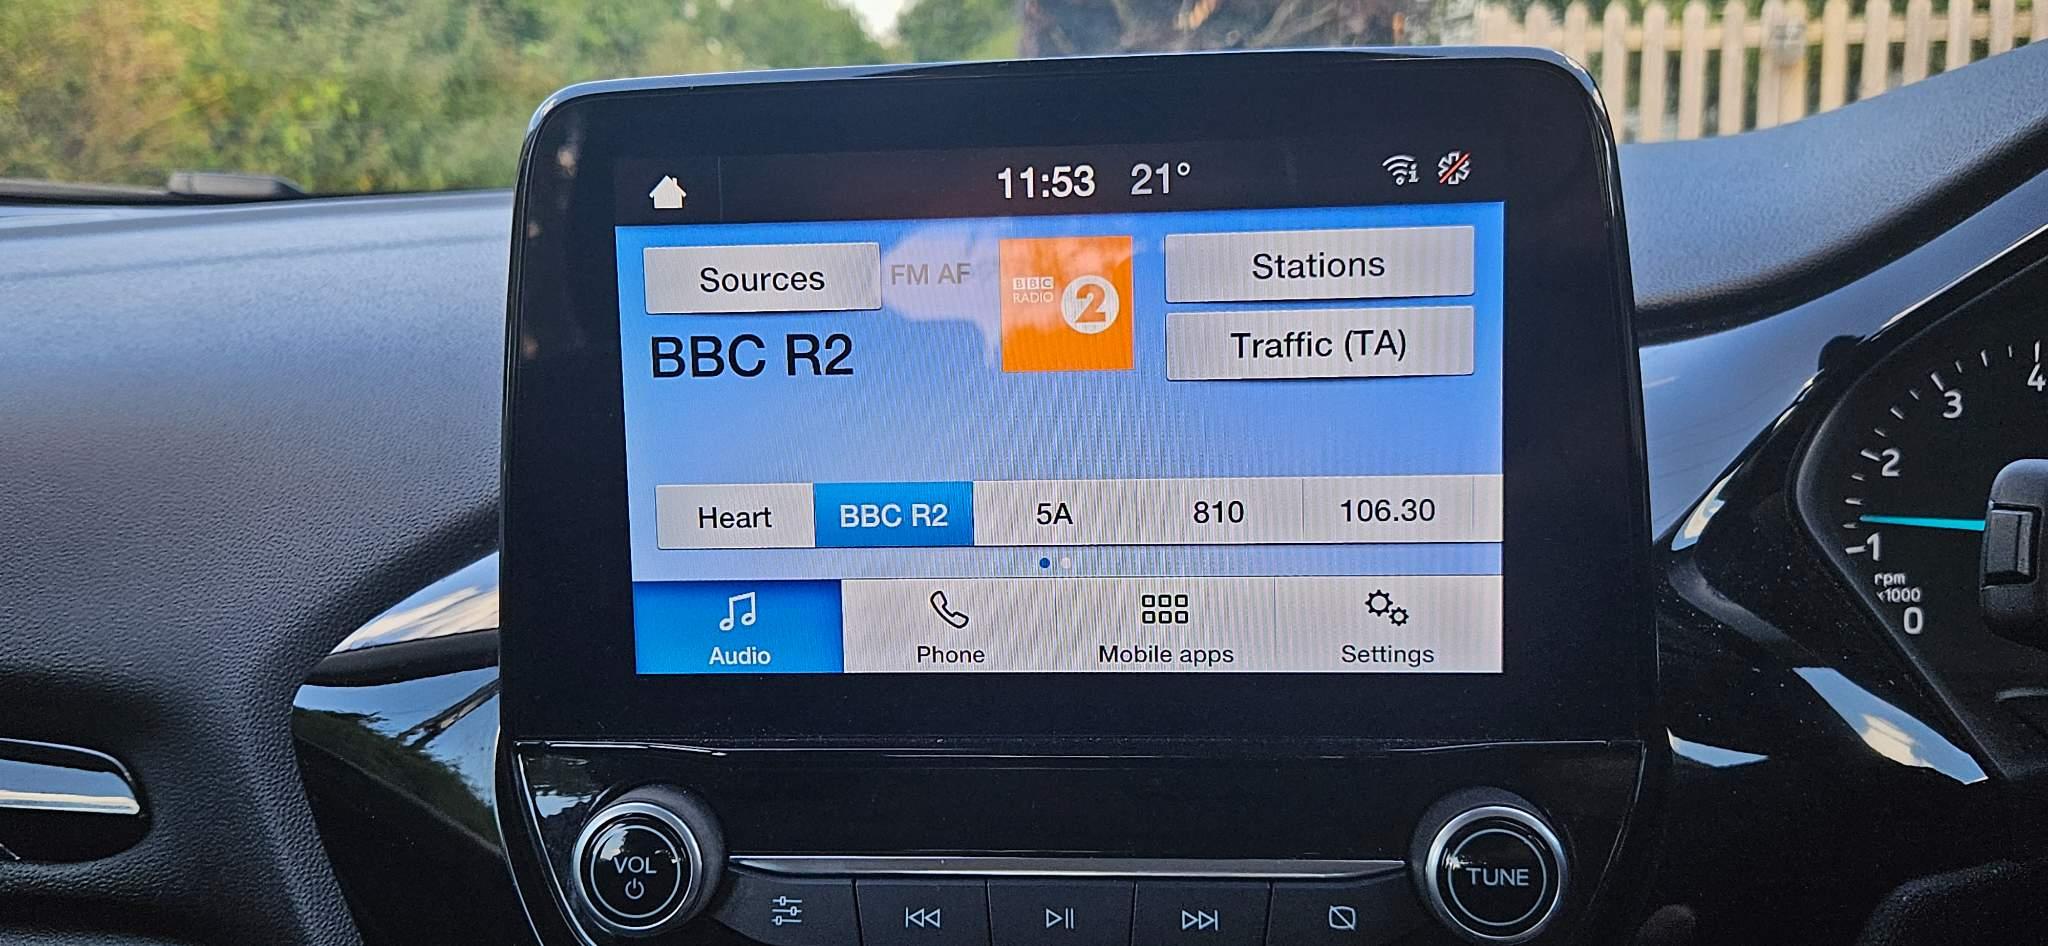 11:53 21°
Sources FM AF BBC RADIO 2 Stations
BBC R2 Traffic (TA)
Heart BBC R2 5A 810 106.30
Audio Phone Mobile apps Settings
VOL TUNE
4
3
2
1
rpm
x1000
0